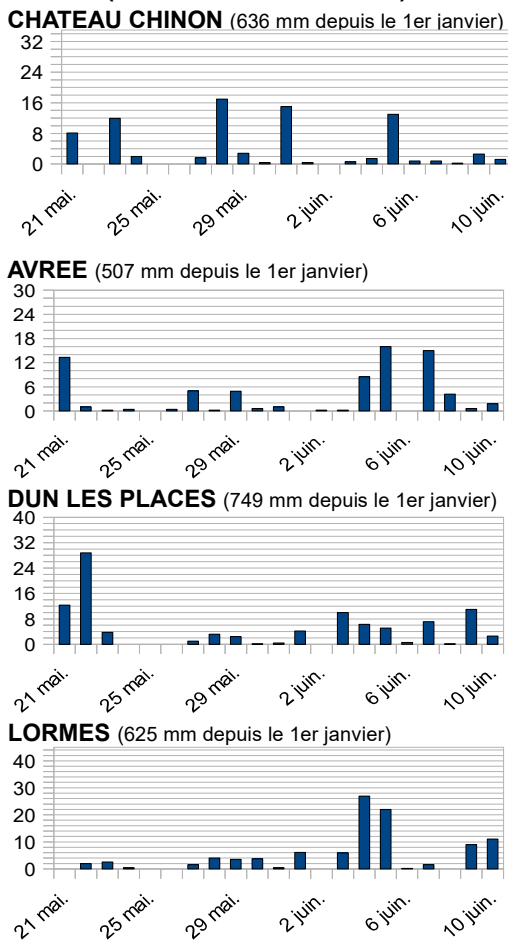 CHATEAU CHINON (636 mm depuis le 1er janvier)
32
24
16
8
0
21 mai.
25 mai.
29 mai.
2 juin.
6 juin.
10 juin.
AVREE (507 mm depuis le 1er janvier)
30
24
18
12
6
0
21 mai.
25 mai.
29 mai.
2 juin.
6 juin.
10 juin.
DUN LES PLACES (749 mm depuis le 1er janvier)
40
32
24
16
8
0
21 mai.
25 mai.
29 mai.
2 juin.
6 juin.
10 juin.
LORMES (625 mm depuis le 1er janvier)
40
30
20
10
0
21 mai.
25 mai.
29 mai.
2 juin.
6 juin.
10 juin.